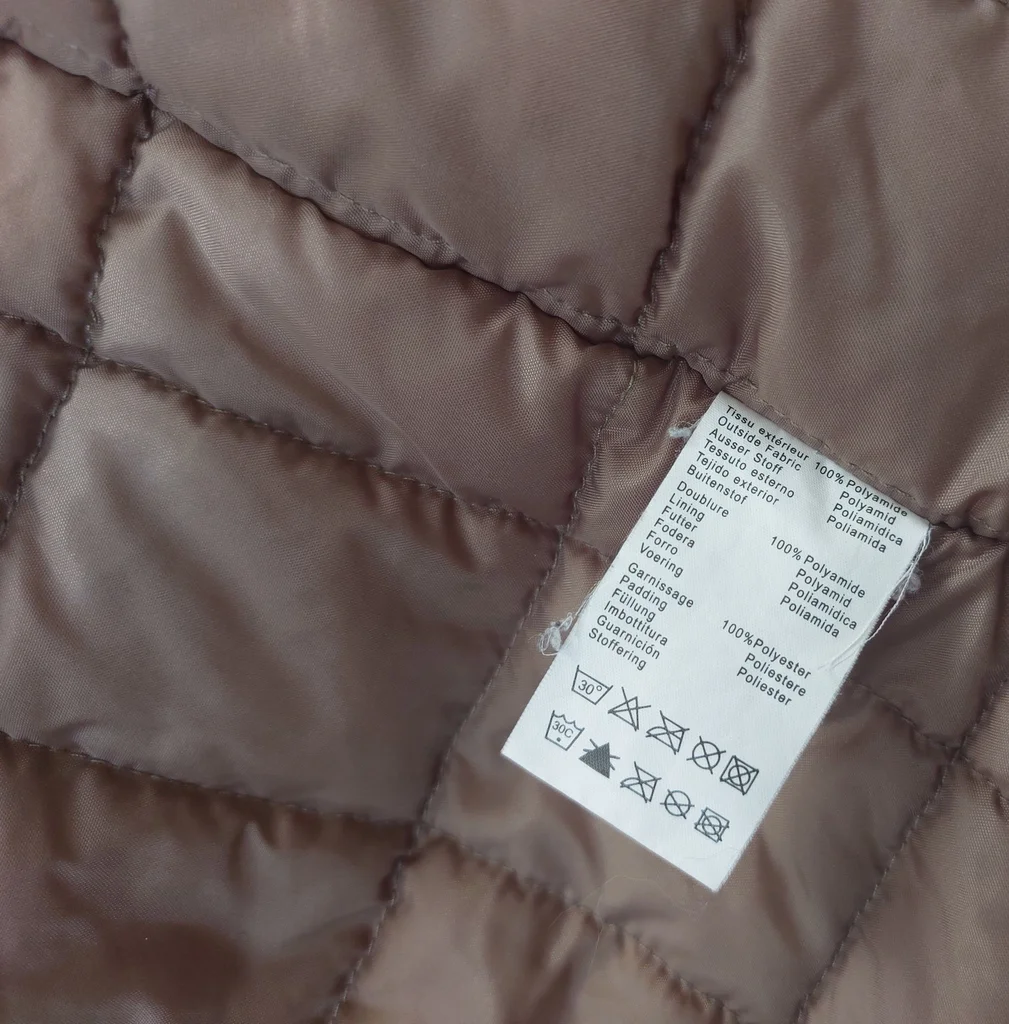 Tissu extérieur 100% Polyamide
Outside Fabric Polyamid
Ausser Stoff Poliamidica
Tessuto esterno Poliamida
Tejido exterior
Buitenstof
Doublure 100% Polyamide
Lining Polyamid
Futter Poliamidica
Fodera Poliamida
Forro
Voering
Garnissage 100%Polyester
Padding Poliestere
Füllung Poliester
Imbottitura
Guarnición
Stoffering
30°
30C